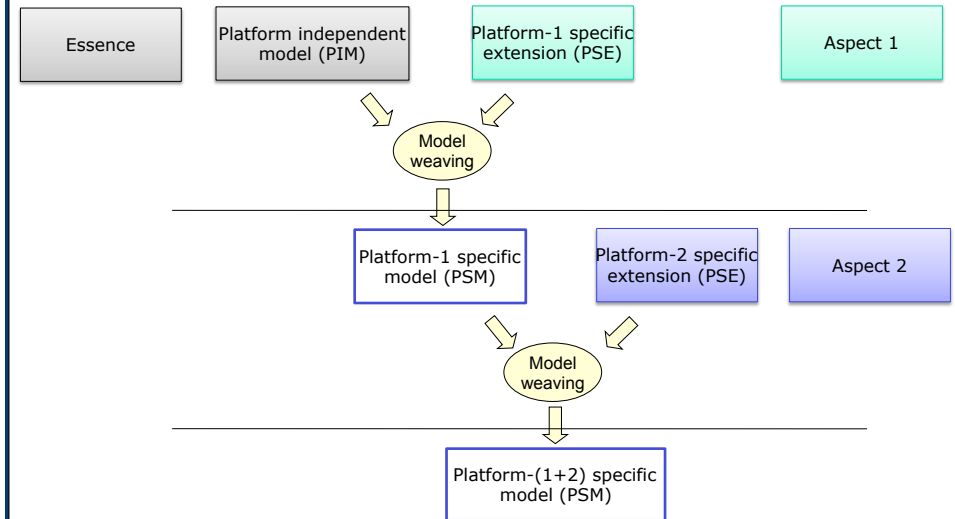 Essence
Platform independent
model (PIM)
Platform-1 specific
extension (PSE)
Aspect 1
Model
weaving
Platform-1 specific
model (PSM)
Platform-2 specific
extension (PSE)
Aspect 2
Model
weaving
Platform-(1+2) specific
model (PSM)